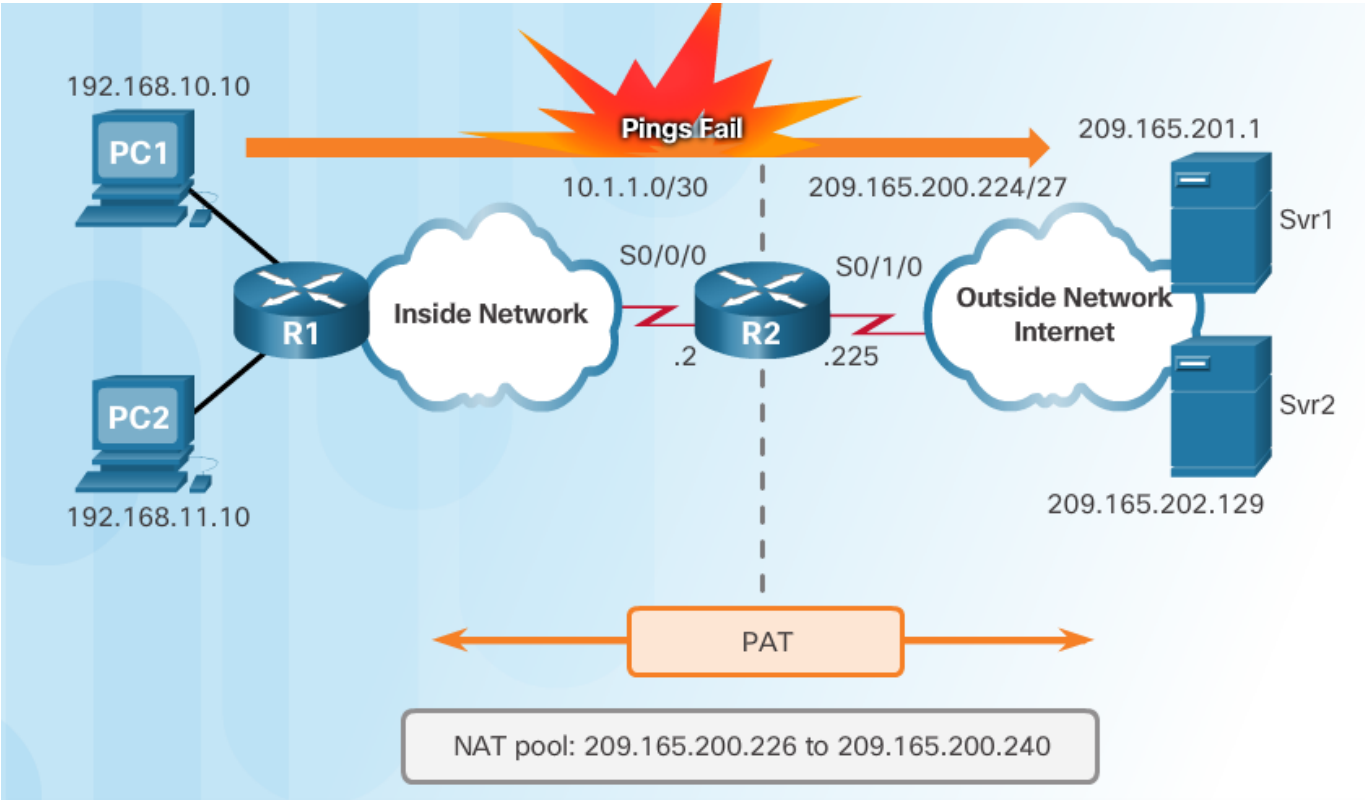 192.168.10.10
PC1
Pings Fail
209.165.201.1
10.1.1.0/30
209.165.200.224/27
Svr1
S0/0/0
S0/1/0
Inside Network
Outside Network
Internet
R1
R2
.2
.225
PC2
Svr2
192.168.11.10
209.165.202.129
PAT
NAT pool: 209.165.200.226 to 209.165.200.240